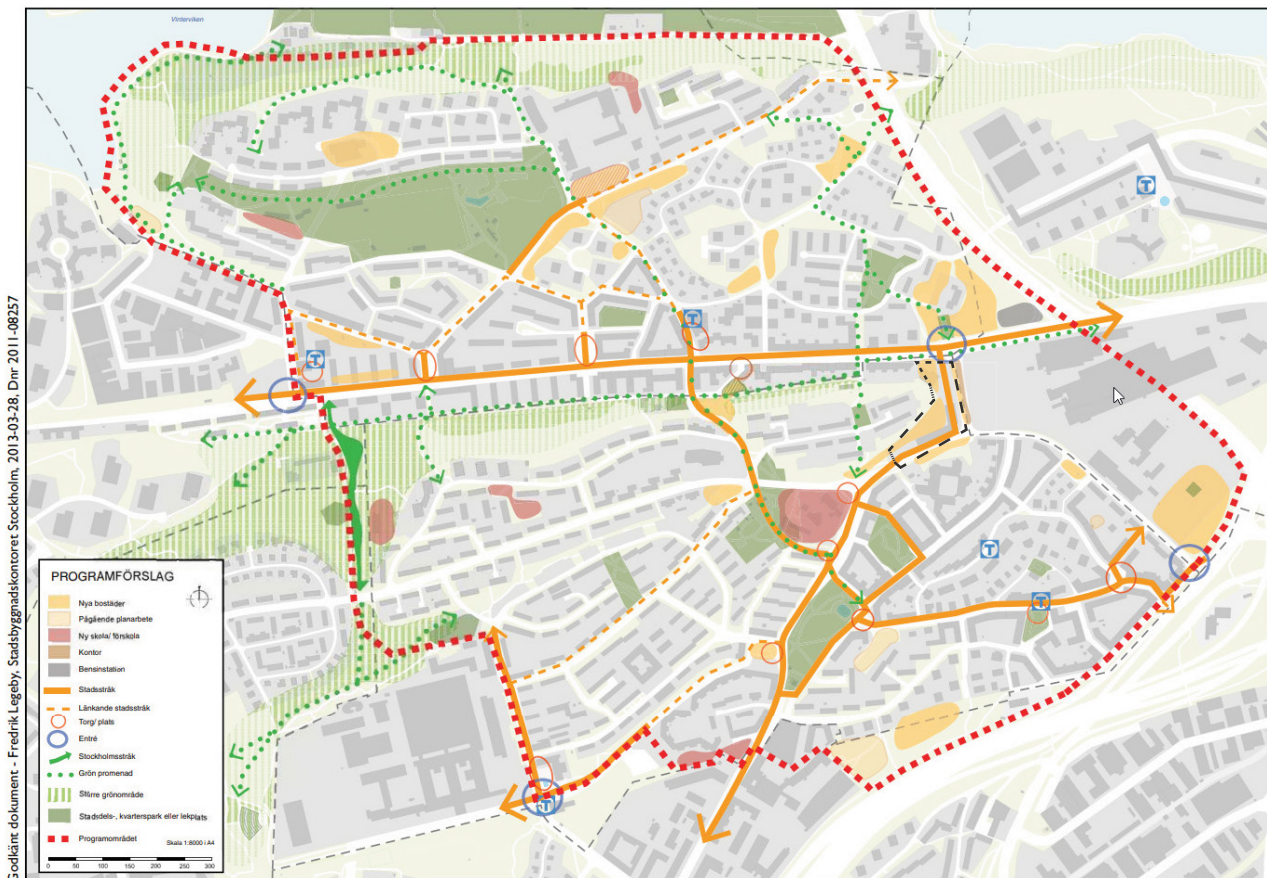 Vinterviken
T
T
T
T
T
T
Godkänt dokument - Fredrik Legeby, Stadsbyggnadskontoret Stockholm, 2013-03-28, Dnr 2011-08257
PROGRAMFÖRSLAG
Nya bostäder
Pågående planarbete
Ny skola/ förskola
Kontor
Bensinstation
Stadsstråk
Länkande stadsstråk
Torg/ plats
Entré
Stockholmsstråk
Grön promenad
Större grönområde
Stadsdels-, kvarterspark eller lekplats
Programområdet
Skala 1:8000 i A4
0 50 100 150 200 250 300